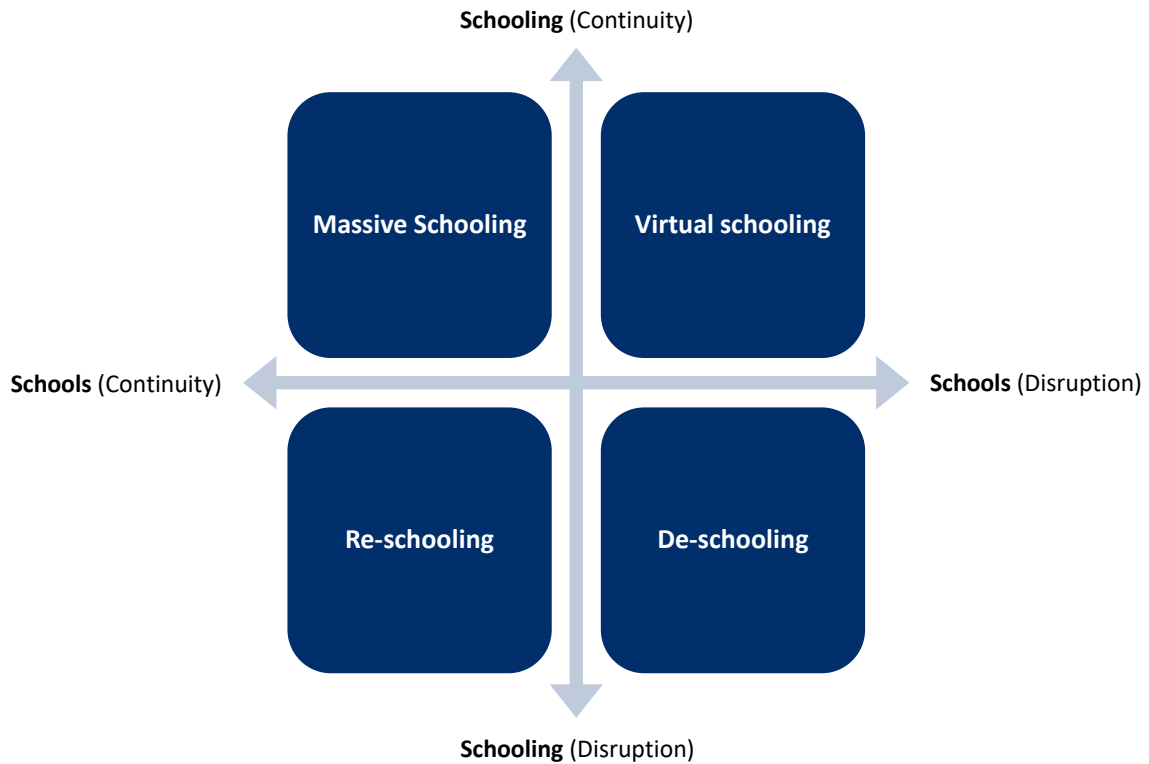 Schooling (Continuity)
Massive Schooling
Virtual schooling
Schools (Continuity)
Schools (Disruption)
Re-schooling
De-schooling
Schooling (Disruption)